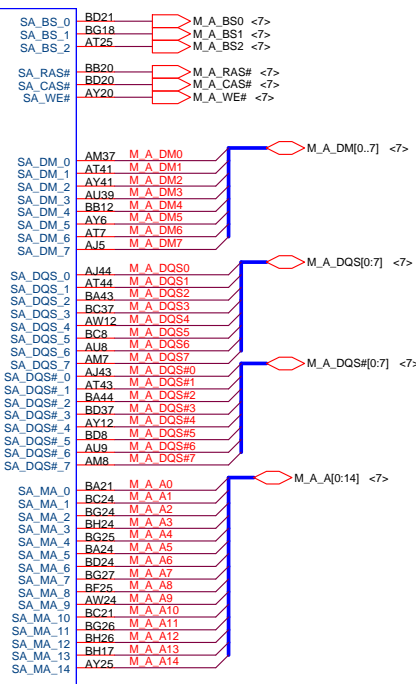 SA_BS_0 BD21 M_A_BS0 <7>
SA_BS_1 BG18 M_A_BS1 <7>
SA_BS_2 AT25 M_A_BS2 <7>
SA_RAS# BB20 M_A_RAS# <7>
SA_CAS# BD20 M_A_CAS# <7>
SA_WE# AY20 M_A_WE# <7>
M_A_DM[0..7] <7>
SA_DM_0 AM37 M_A_DM0
SA_DM_1 AT41 M_A_DM1
SA_DM_2 AY41 M_A_DM2
SA_DM_3 AU39 M_A_DM3
SA_DM_4 BB12 M_A_DM4
SA_DM_5 AY6 M_A_DM5
SA_DM_6 AT7 M_A_DM6
SA_DM_7 AJ5 M_A_DM7
M_A_DQS[0:7] <7>
SA_DQS_0 AJ44 M_A_DQS0
SA_DQS_1 AT44 M_A_DQS1
SA_DQS_2 BA43 M_A_DQS2
SA_DQS_3 BC37 M_A_DQS3
SA_DQS_4 AW12 M_A_DQS4
SA_DQS_5 BC8 M_A_DQS5
SA_DQS_6 AU8 M_A_DQS6
SA_DQS_7 AM7 M_A_DQS7
M_A_DQS#[0:7] <7>
SA_DQS#_0 AJ43 M_A_DQS#0
SA_DQS#_1 AT43 M_A_DQS#1
SA_DQS#_2 BA44 M_A_DQS#2
SA_DQS#_3 BD37 M_A_DQS#3
SA_DQS#_4 AY12 M_A_DQS#4
SA_DQS#_5 BD8 M_A_DQS#5
SA_DQS#_6 AU9 M_A_DQS#6
SA_DQS#_7 AM8 M_A_DQS#7
M_A_A[0:14] <7>
SA_MA_0 BA21 M_A_A0
SA_MA_1 BC24 M_A_A1
SA_MA_2 BG24 M_A_A2
SA_MA_3 BH24 M_A_A3
SA_MA_4 BG25 M_A_A4
SA_MA_5 BA24 M_A_A5
SA_MA_6 BD24 M_A_A6
SA_MA_7 BG27 M_A_A7
SA_MA_8 BF25 M_A_A8
SA_MA_9 AW24 M_A_A9
SA_MA_10 BC21 M_A_A10
SA_MA_11 BG26 M_A_A11
SA_MA_12 BH26 M_A_A12
SA_MA_13 BH17 M_A_A13
SA_MA_14 AY25 M_A_A14